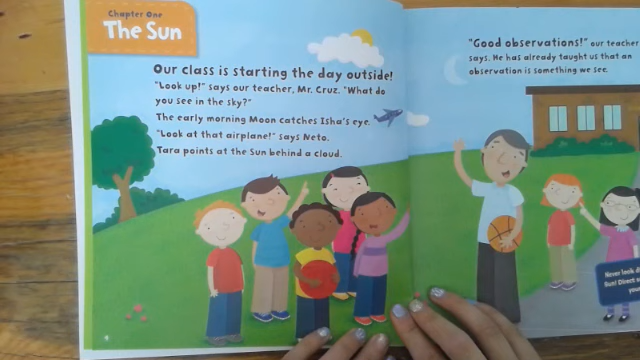 Chapter One
The Sun
Our class is starting the day outside!
"Look up!" says our teacher, Mr. Cruz. "What do
you see in the sky?"
The early morning Moon catches Isha's eye.
"Look at that airplane!" says Neto.
Tara points at the Sun behind a cloud.
4
"Good observations!" our teacher
says. He has already taught us that an
observation is something we see.
Never look
Sun! Direct